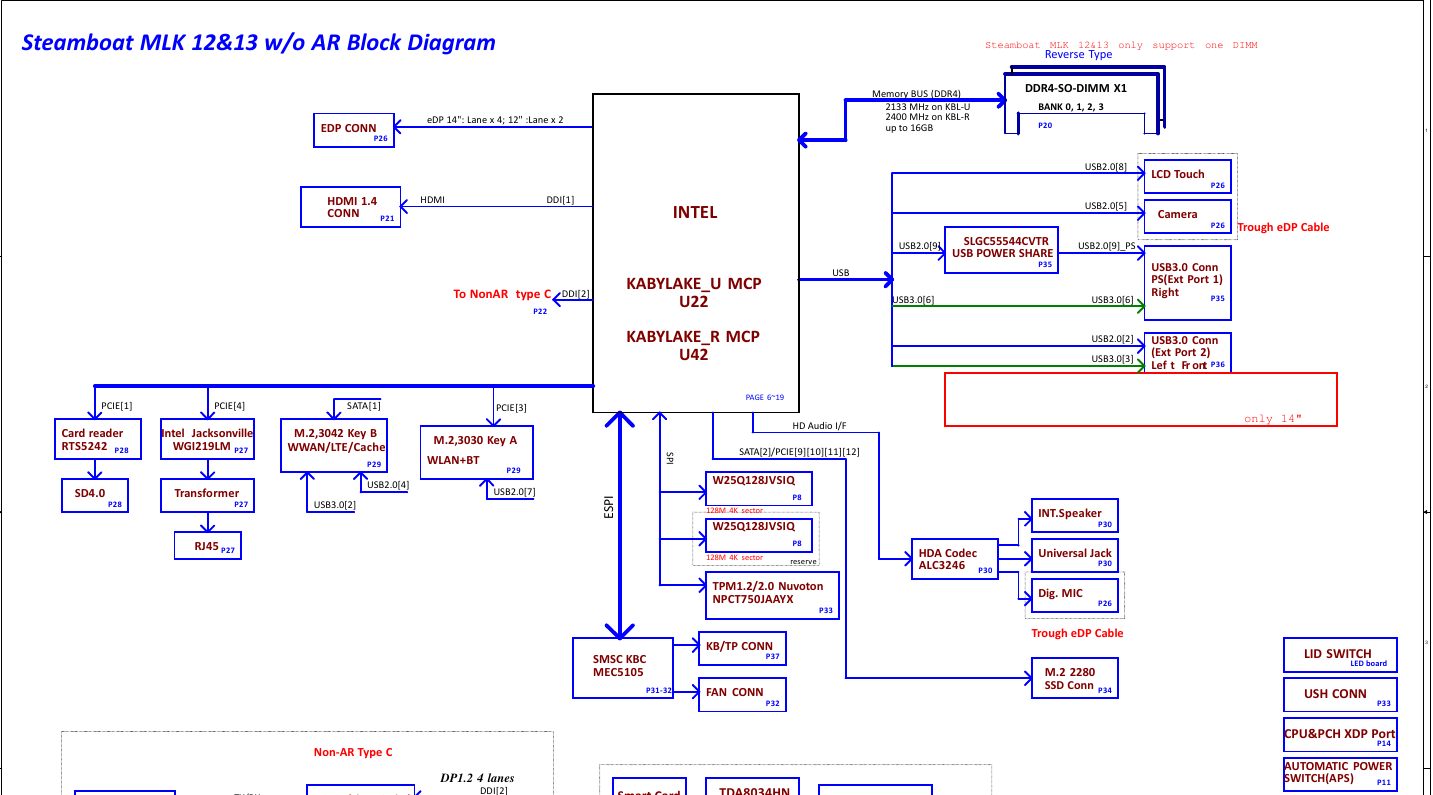 Steamboat MLK 12&13 w/o AR Block Diagram
Steamboat MLK 12&13 only support one DIMM
Reverse Type
DDR4-SO-DIMM X1
BANK 0, 1, 2, 3
P20
Memory BUS (DDR4)
2133 MHz on KBL-U
2400 MHz on KBL-R
up to 16GB
EDP CONN
P26
eDP 14": Lane x 4; 12" :Lane x 2
HDMI 1.4
CONN
P21
HDMI
DDI[1]
To NonAR type C
DDI[2]
P22
INTEL
KABYLAKE_U MCP
U22
KABYLAKE_R MCP
U42
PAGE 6~19
USB
USB2.0[8]
LCD Touch
P26
USB2.0[5]
Camera
P26
Trough eDP Cable
USB2.0[9]
SLGC55544CVTR
USB POWER SHARE
P35
USB2.0[9]_PS
USB3.0 Conn
PS(Ext Port 1)
Right
P35
USB3.0[6]
USB3.0[6]
USB2.0[2]
USB3.0[3]
USB3.0 Conn
(Ext Port 2)
Left Front
P36
only 14"
PCIE[1]
Card reader
RTS5242
P28
SD4.0
P28
PCIE[4]
Intel Jacksonville
WGI219LM
P27
Transformer
P27
RJ45
P27
SATA[1]
M.2,3042 Key B
WWAN/LTE/Cache
P29
USB2.0[4]
USB3.0[2]
PCIE[3]
M.2,3030 Key A
WLAN+BT
P29
USB2.0[7]
ESPI
SPI
HD Audio I/F
SATA[2]/PCIE[9][10][11][12]
W25Q128JVSIQ
P8
128M 4K sector
W25Q128JVSIQ
P8
128M 4K sector
reserve
TPM1.2/2.0 Nuvoton
NPCT750JAAYX
P33
HDA Codec
ALC3246
P30
INT.Speaker
P30
Universal Jack
P30
Dig. MIC
P26
Trough eDP Cable
SMSC KBC
MEC5105
P31-32
KB/TP CONN
P37
FAN CONN
P32
M.2 2280
SSD Conn
P34
LID SWITCH
LED board
USH CONN
P33
CPU&PCH XDP Port
P14
AUTOMATIC POWER
SWITCH(APS)
P11
Non-AR Type C
DP1.2 4 lanes
DDI[2]
Smart Card
TDA8034HN
1
2
3